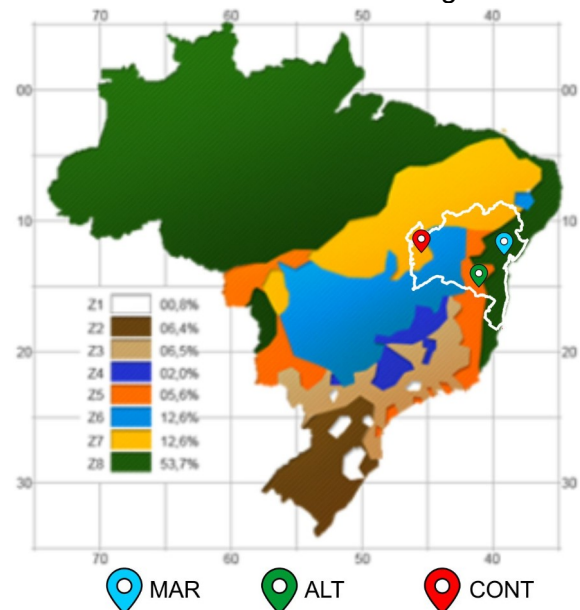 70 60 50 40
00 00
10 10
Z1 00,8%
Z2 06,4%
Z3 06,5%
Z4 02,0%
Z5 05,6%
Z6 12,6%
Z7 12,6%
Z8 53,7%
20 20
30 30
70 60 50 40
MAR ALT CONT